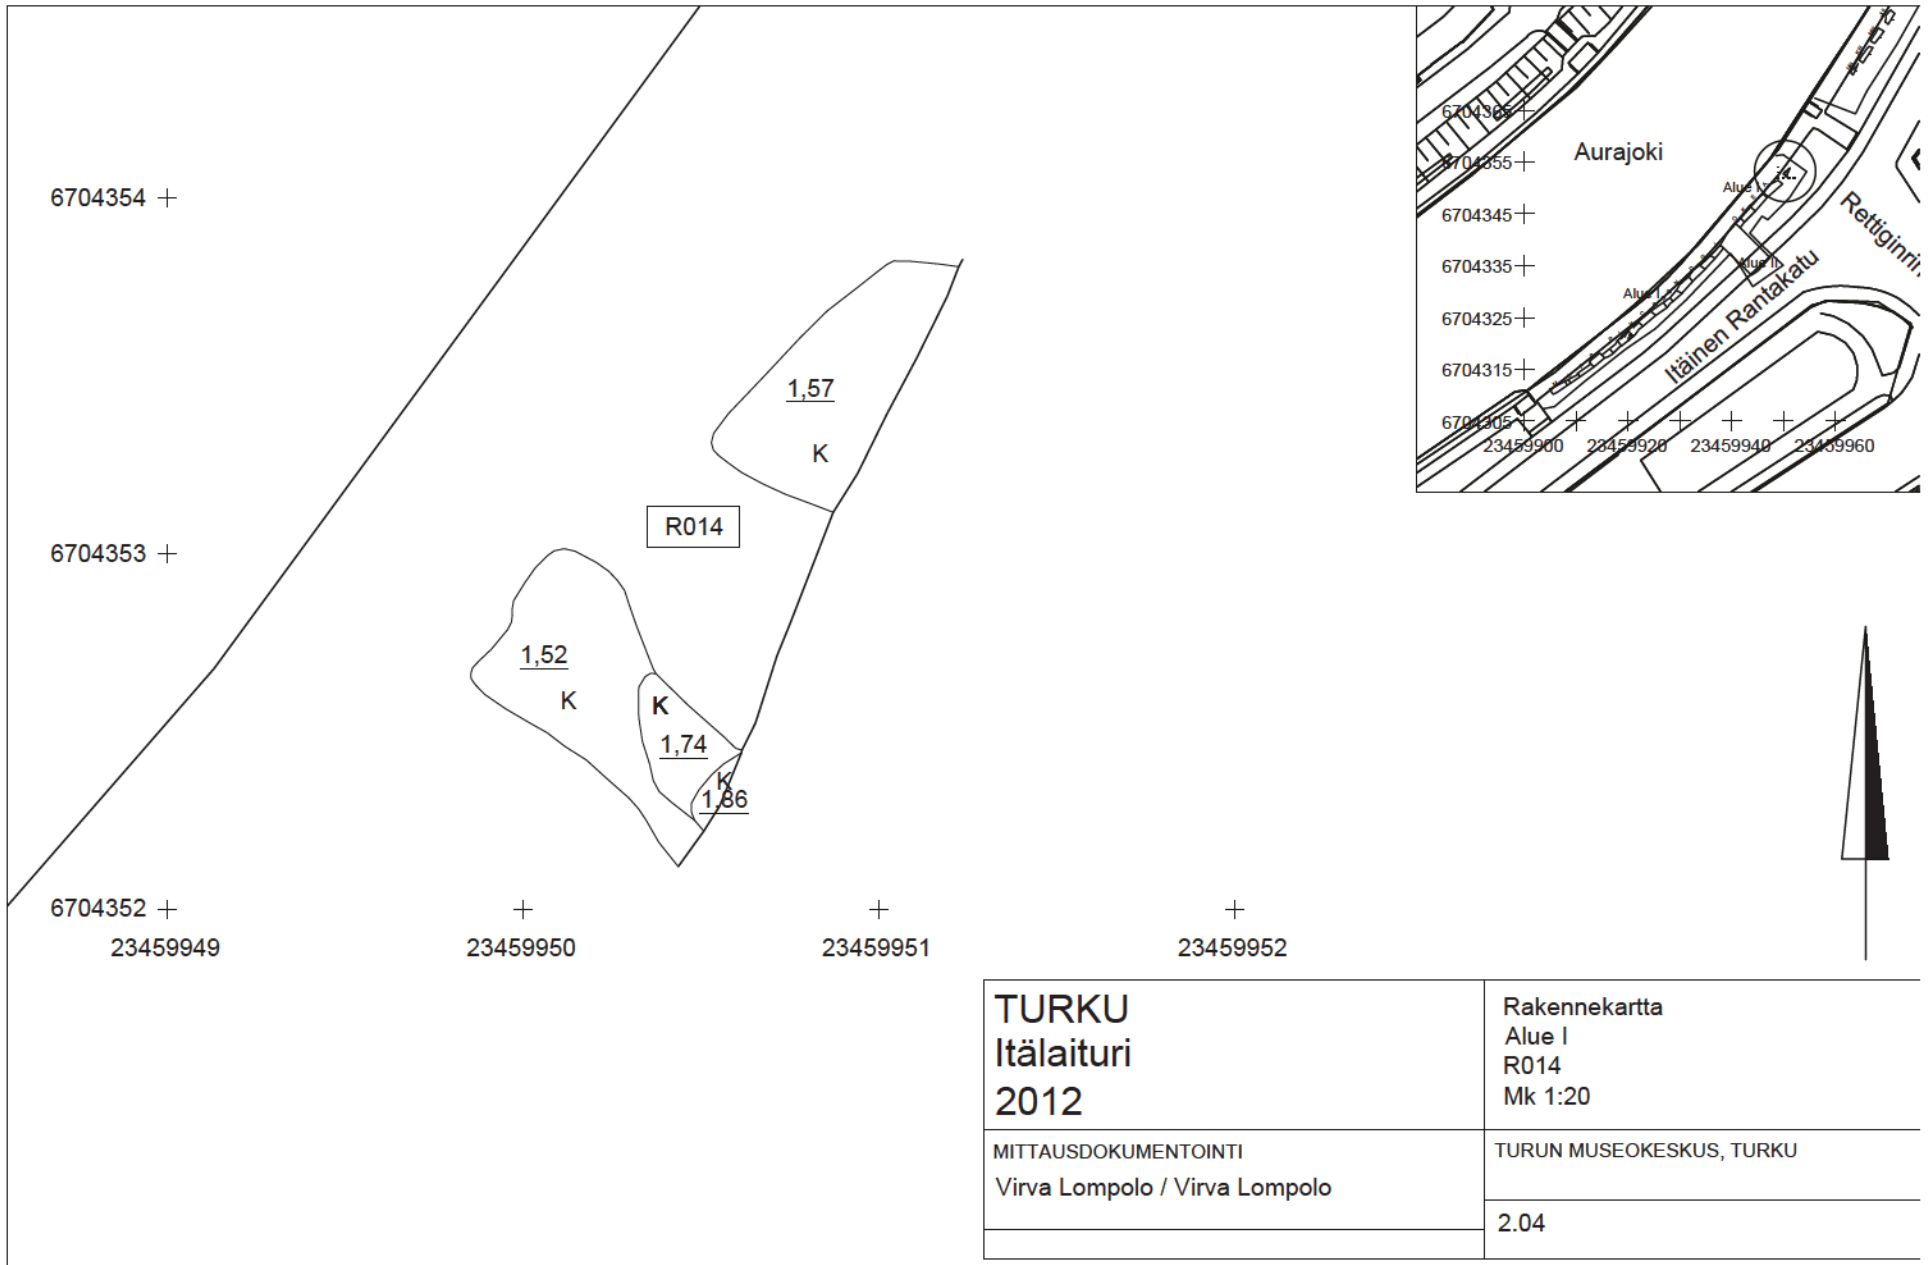 6704354
6704353
6704352
23459949
23459950
23459951
23459952
1,57
K
R014
1,52
K
K
1,74
K
1,86
6704365
6704355
6704345
6704335
6704325
6704315
6704305
23459900
23459920
23459940
23459960
Aurajoki
Alue I
Alue II
Alue I
Itäinen Rantakatu
Rettiginrin
TURKU
Itälaituri
2012
Rakennekartta
Alue I
R014
Mk 1:20
MITTAUSDOKUMENTOINTI
Virva Lompolo / Virva Lompolo
TURUN MUSEOKESKUS, TURKU
2.04